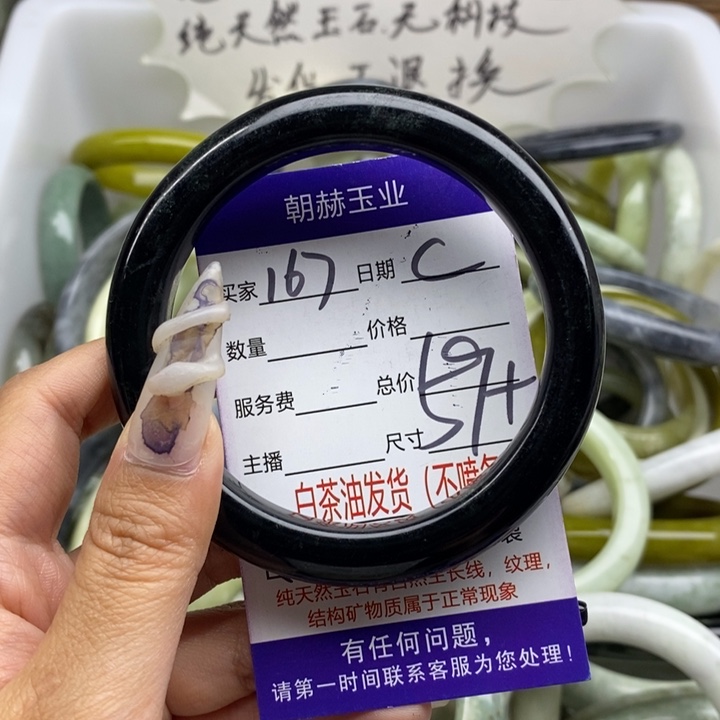 纯天然玉石无
退换
朝赫玉业
买家 167 日期 C
数量 价格
服务费 总价
主播 尺寸 57+
白茶油发货（不喷
纯天然玉石有自然生长线，纹理，
结构矿物质属于正常现象
有任何问题，
请第一时间联系客服为您处理！